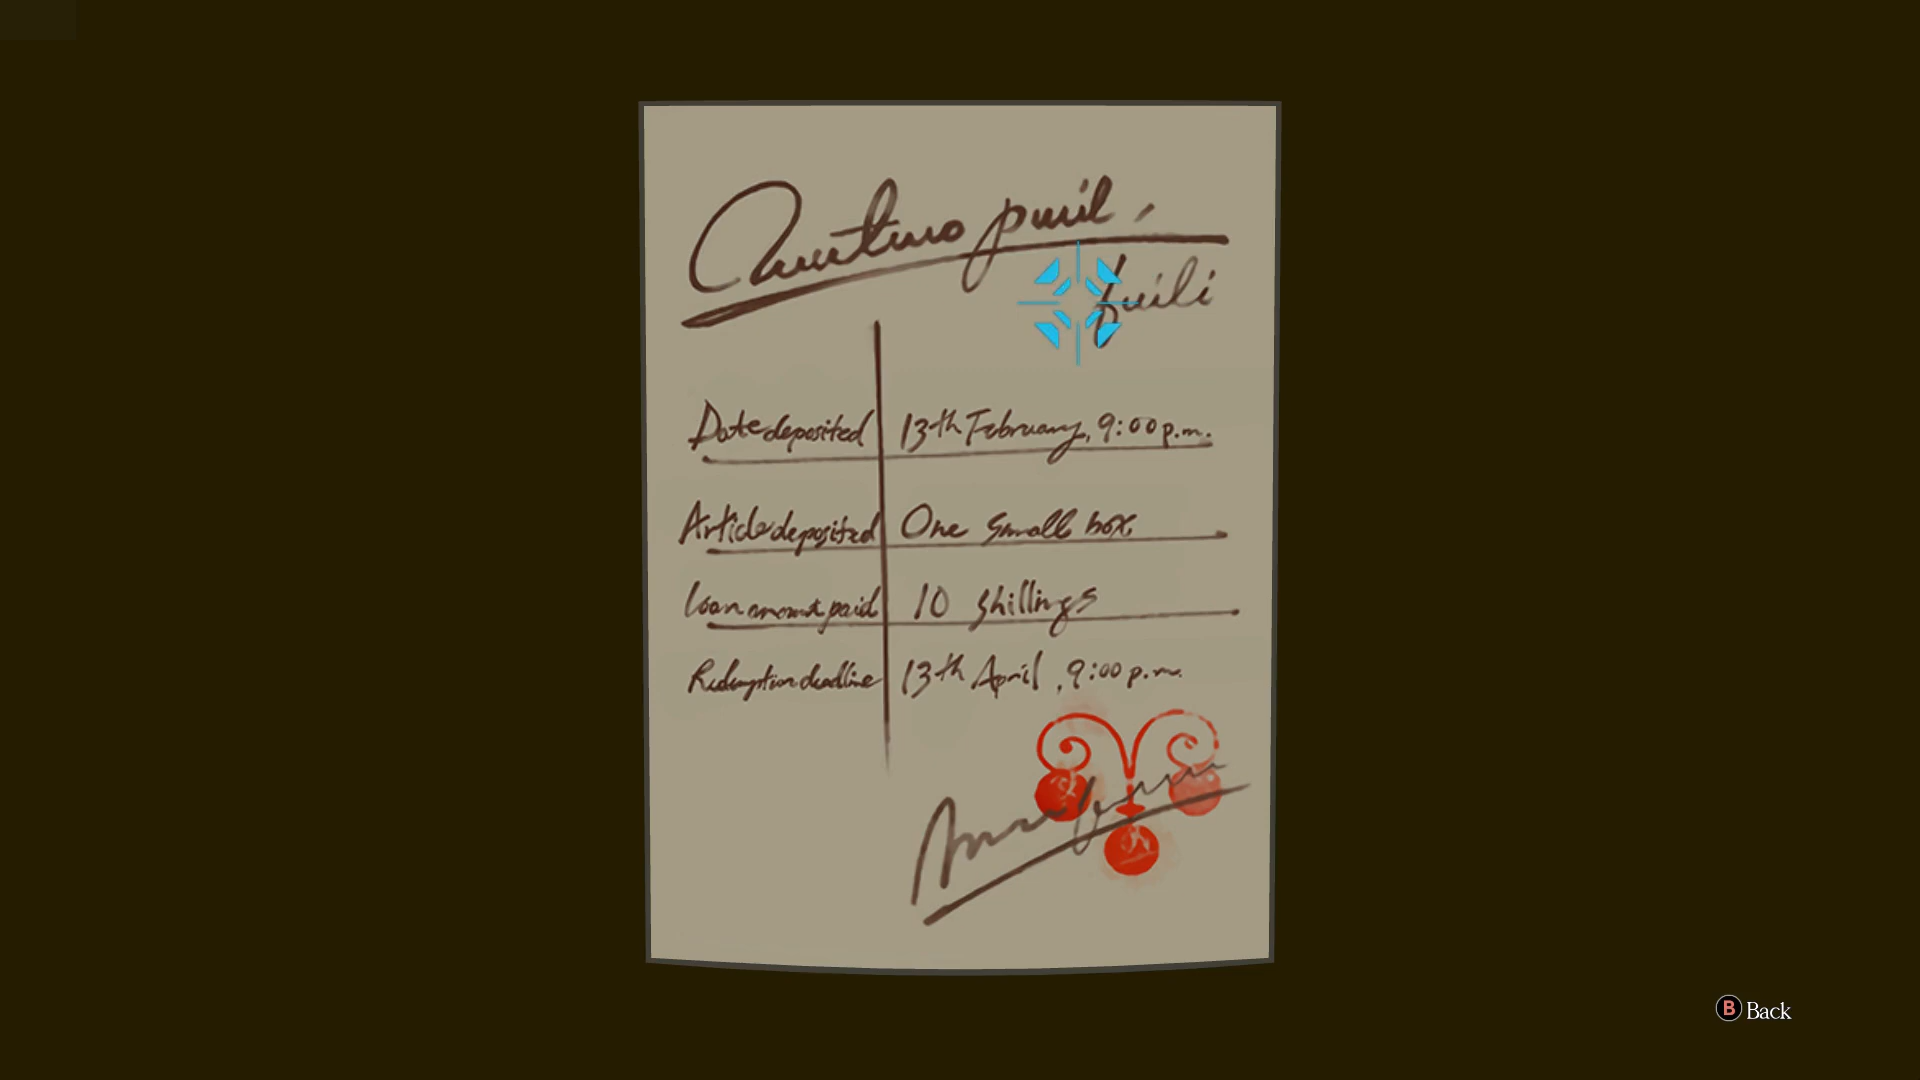 Date deposited 13th February, 9:00 p.m.
Article deposited One small box
Loan amount paid 10 shillings
Redemption deadline 13th April, 9:00 p.m.
B Back